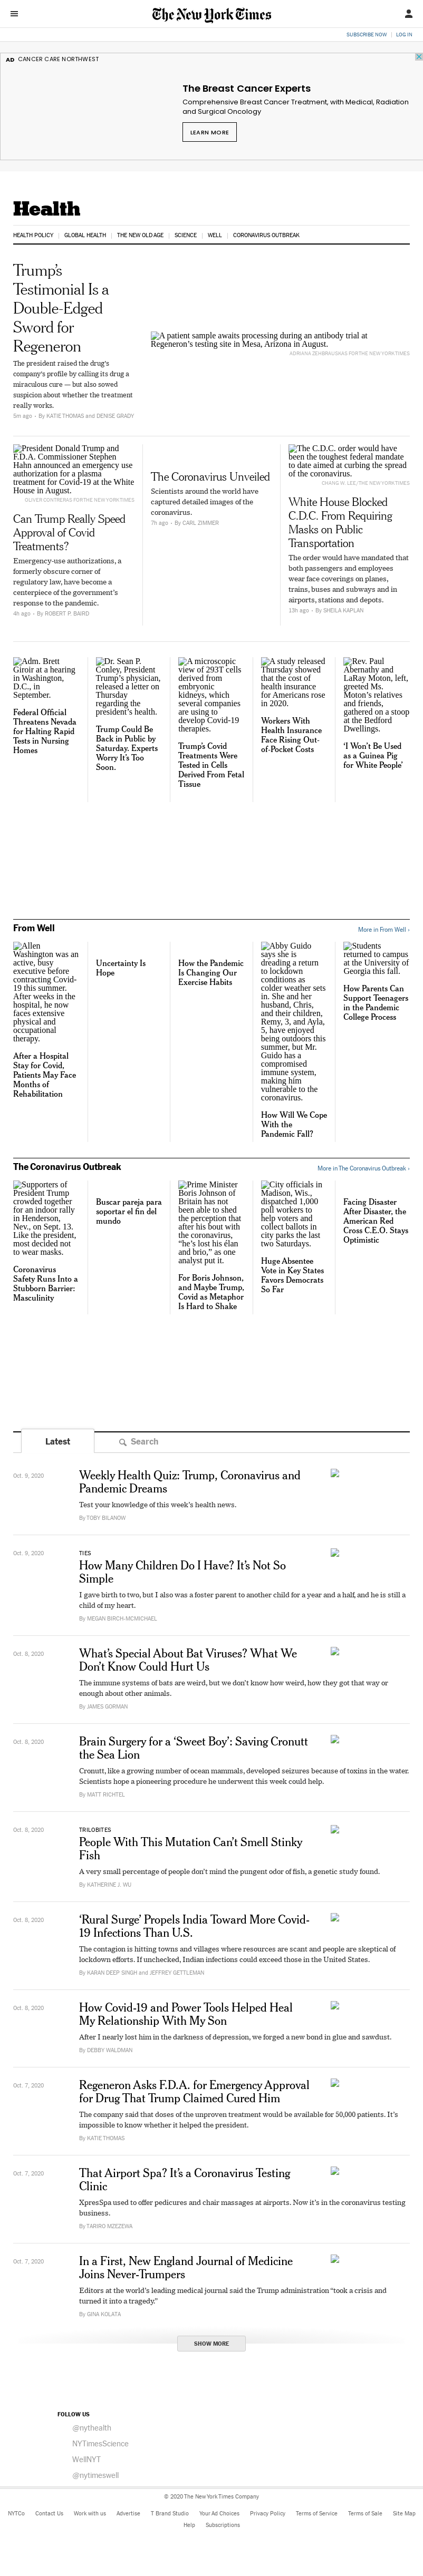 The New York Times
SUBSCRIBE NOW | LOG IN
AD CANCER CARE NORTHWEST
The Breast Cancer Experts
Comprehensive Breast Cancer Treatment, with Medical, Radiation
and Surgical Oncology
LEARN MORE
Health
HEALTH POLICY | GLOBAL HEALTH | THE NEW OLD AGE | SCIENCE | WELL | CORONAVIRUS OUTBREAK
Trump’s
Testimonial Is a
Double-Edged
Sword for
Regeneron
The president raised the drug’s
company’s profile by calling its drug a
miraculous cure — but also sowed
suspicion about whether the treatment
really works.
5m ago • By KATIE THOMAS and DENISE GRADY
A patient sample awaits processing during an antibody trial at
Regeneron’s testing site in Mesa, Arizona in August.
ADRIANA ZEHBRAUSKAS FOR THE NEW YORK TIMES
President Donald Trump and
F.D.A. Commissioner Stephen
Hahn announced an emergency use
authorization for a plasma
treatment for Covid-19 at the White
House in August.
OLIVER CONTRERAS FOR THE NEW YORK TIMES
Can Trump Really Speed
Approval of Covid
Treatments?
Emergency-use authorizations, a
formerly obscure corner of
regulatory law, have become a
centerpiece of the government’s
response to the pandemic.
4h ago • By ROBERT P. BAIRD
The Coronavirus Unveiled
Scientists around the world have
captured detailed images of the
coronavirus.
7h ago • By CARL ZIMMER
The C.D.C. order would have
been the toughest federal mandate
to date aimed at curbing the spread
of the coronavirus.
CHANG W. LEE/THE NEW YORK TIMES
White House Blocked
C.D.C. From Requiring
Masks on Public
Transportation
The order would have mandated that
both passengers and employees
wear face coverings on planes,
trains, buses and subways and in
airports, stations and depots.
13h ago • By SHEILA KAPLAN
Adm. Brett
Giroir at a hearing
in Washington,
D.C., in
September.
Federal Official
Threatens Nevada
for Halting Rapid
Tests in Nursing
Homes
Dr. Sean P.
Conley, President
Trump’s physician,
released a letter on
Thursday
regarding the
president’s health.
Trump Could Be
Back in Public by
Saturday. Experts
Worry It’s Too
Soon.
A microscopic
view of 293T cells
derived from
embryonic
kidneys, which
several companies
are using to
develop Covid-19
therapies.
Trump’s Covid
Treatments Were
Tested in Cells
Derived From Fetal
Tissue
A study released
Thursday showed
that the cost of
health insurance
for Americans rose
in 2020.
Workers With
Health Insurance
Face Rising Out-
of-Pocket Costs
Rev. Paul
Abernathy and
LaRay Moton, left,
greeted Ms.
Moton’s relatives
and friends,
gathered on a stoop
at the Bedford
Dwellings.
‘I Won’t Be Used
as a Guinea Pig
for White People’
From Well
More in From Well ›
Allen
Washington was an
active, busy
executive before
contracting Covid-
19 this summer.
After weeks in the
hospital, he now
faces extensive
physical and
occupational
therapy.
After a Hospital
Stay for Covid,
Patients May Face
Months of
Rehabilitation
Uncertainty Is
Hope
How the Pandemic
Is Changing Our
Exercise Habits
Abby Guido
says she is
dreading a return
to lockdown
conditions as
colder weather sets
in. She and her
husband, Chris,
and their children,
Remy, 3, and Ayla,
5, have enjoyed
being outdoors this
summer, but Mr.
Guido has a
compromised
immune system,
making him
vulnerable to the
coronavirus.
How Will We Cope
With the
Pandemic Fall?
Students
returned to campus
at the University of
Georgia this fall.
How Parents Can
Support Teenagers
in the Pandemic
College Process
The Coronavirus Outbreak
More in The Coronavirus Outbreak ›
Supporters of
President Trump
crowded together
for an indoor rally
in Henderson,
Nev., on Sept. 13.
Like the president,
most decided not
to wear masks.
Coronavirus
Safety Runs Into a
Stubborn Barrier:
Masculinity
Buscar pareja para
soportar el fin del
mundo
Prime Minister
Boris Johnson of
Britain has not
been able to shed
the perception that
after his bout with
the coronavirus,
“he’s lost his élan
and brio,” as one
analyst put it.
For Boris Johnson,
and Maybe Trump,
Covid as Metaphor
Is Hard to Shake
City officials in
Madison, Wis.,
dispatched 1,000
poll workers to
help voters and
collect ballots in
city parks the last
two Saturdays.
Huge Absentee
Vote in Key States
Favors Democrats
So Far
Facing Disaster
After Disaster, the
American Red
Cross C.E.O. Stays
Optimistic
Latest
Search
Oct. 9, 2020
Weekly Health Quiz: Trump, Coronavirus and
Pandemic Dreams
Test your knowledge of this week’s health news.
By TOBY BILANOW
Oct. 9, 2020
TIES
How Many Children Do I Have? It’s Not So
Simple
I gave birth to two, but I also was a foster parent to another child for a year and a half, and he is still a
child of my heart.
By MEGAN BIRCH-MCMICHAEL
Oct. 8, 2020
What’s Special About Bat Viruses? What We
Don’t Know Could Hurt Us
The immune systems of bats are weird, but we don’t know how weird, how they got that way or
enough about other animals.
By JAMES GORMAN
Oct. 8, 2020
Brain Surgery for a ‘Sweet Boy’: Saving Cronutt
the Sea Lion
Cronutt, like a growing number of ocean mammals, developed seizures because of toxins in the water.
Scientists hope a pioneering procedure he underwent this week could help.
By MATT RICHTEL
Oct. 8, 2020
TRILOBITES
People With This Mutation Can’t Smell Stinky
Fish
A very small percentage of people don’t mind the pungent odor of fish, a genetic study found.
By KATHERINE J. WU
Oct. 8, 2020
‘Rural Surge’ Propels India Toward More Covid-
19 Infections Than U.S.
The contagion is hitting towns and villages where resources are scant and people are skeptical of
lockdown efforts. If unchecked, Indian infections could exceed those in the United States.
By KARAN DEEP SINGH and JEFFREY GETTLEMAN
Oct. 8, 2020
How Covid-19 and Power Tools Helped Heal
My Relationship With My Son
After I nearly lost him in the darkness of depression, we forged a new bond in glue and sawdust.
By DEBBY WALDMAN
Oct. 7, 2020
Regeneron Asks F.D.A. for Emergency Approval
for Drug That Trump Claimed Cured Him
The company said that doses of the unproven treatment would be available for 50,000 patients. It’s
impossible to know whether it helped the president.
By KATIE THOMAS
Oct. 7, 2020
That Airport Spa? It’s a Coronavirus Testing
Clinic
XpresSpa used to offer pedicures and chair massages at airports. Now it’s in the coronavirus testing
business.
By TARIRO MZEZEWA
Oct. 7, 2020
In a First, New England Journal of Medicine
Joins Never-Trumpers
Editors at the world’s leading medical journal said the Trump administration “took a crisis and
turned it into a tragedy.”
By GINA KOLATA
SHOW MORE
FOLLOW US
@nythealth
NYTimesScience
WellNYT
@nytimeswell
© 2020 The New York Times Company
NYTCo Contact Us Work with us Advertise T Brand Studio Your Ad Choices Privacy Policy Terms of Service Terms of Sale Site Map
Help Subscriptions